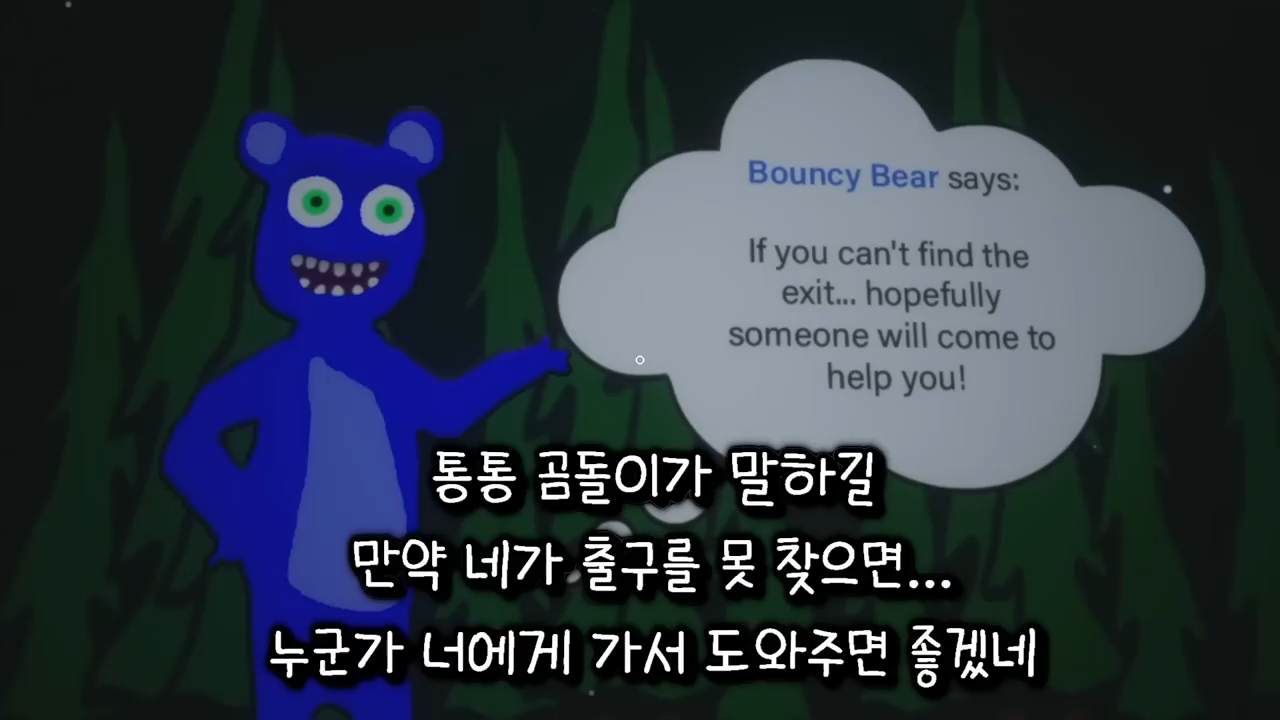 Bouncy Bear says:
If you can't find the
exit... hopefully
someone will come to
help you!
통통 곰돌이가 말하길
만약 네가 출구를 못 찾으면...
누군가 너에게 가서 도와주면 좋겠네